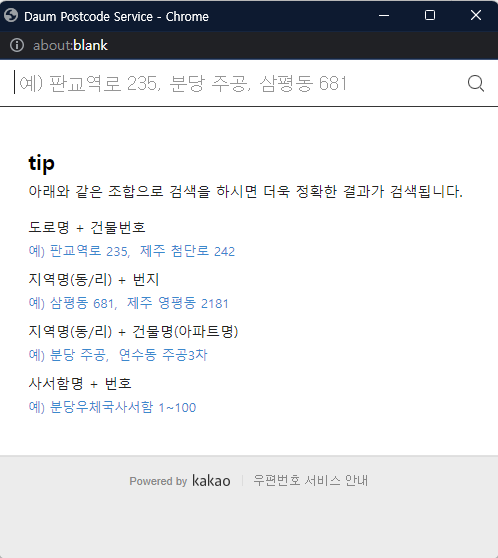 Daum Postcode Service - Chrome
about:blank
예) 판교역로 235, 분당 주공, 삼평동 681
tip
아래와 같은 조합으로 검색을 하시면 더욱 정확한 결과가 검색됩니다.
도로명 + 건물번호
예) 판교역로 235, 제주 첨단로 242
지역명(동/리) + 번지
예) 삼평동 681, 제주 영평동 2181
지역명(동/리) + 건물명(아파트명)
예) 분당 주공, 연수동 주공3차
사서함명 + 번호
예) 분당우체국사서함 1~100
Powered by kakao 우편번호 서비스 안내